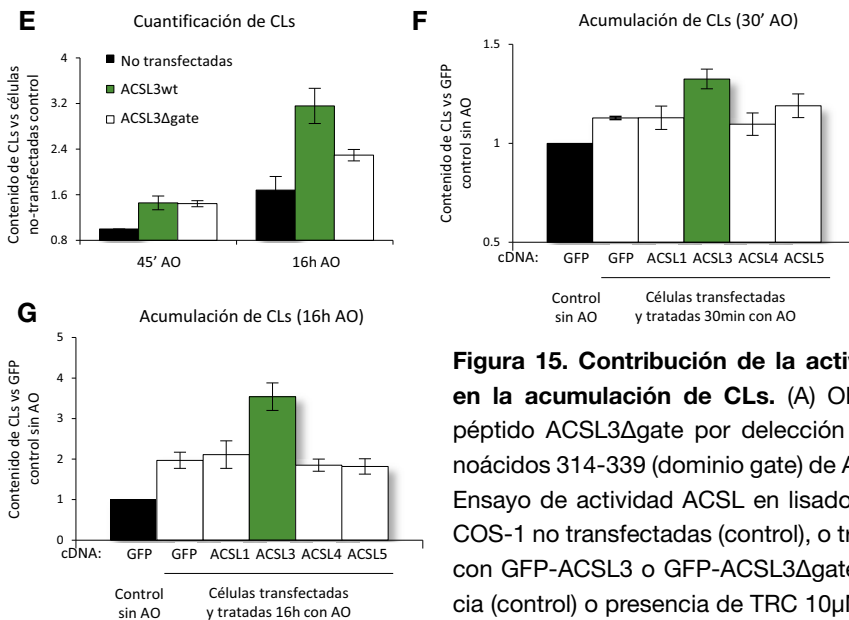 E
Cuantificación de CLs
Contenido de CLs vs células
no-transfectadas control
4
3.2
2.4
1.6
0.8
No transfectadas
ACSL3wt
ACSL3Δgate
45’ AO
16h AO
F
Acumulación de CLs (30’ AO)
Contenido de CLs vs GFP
control sin AO
1.5
1
0.5
cDNA:
GFP
GFP
ACSL1
ACSL3
ACSL4
ACSL5
Control
sin AO
Células transfectadas
y tratadas 30min con AO
G
Acumulación de CLs (16h AO)
Contenido de CLs vs GFP
control sin AO
5
4
3
2
1
0
cDNA:
GFP
GFP
ACSL1
ACSL3
ACSL4
ACSL5
Control
sin AO
Células transfectadas
y tratadas 16h con AO
Figura 15. Contribución de la activ
en la acumulación de CLs. (A) Ob
péptido ACSL3Δgate por delección
noácidos 314-339 (dominio gate) de A
Ensayo de actividad ACSL en lisado
COS-1 no transfectadas (control), o tr
con GFP-ACSL3 o GFP-ACSL3Δgate
cia (control) o presencia de TRC 10μM